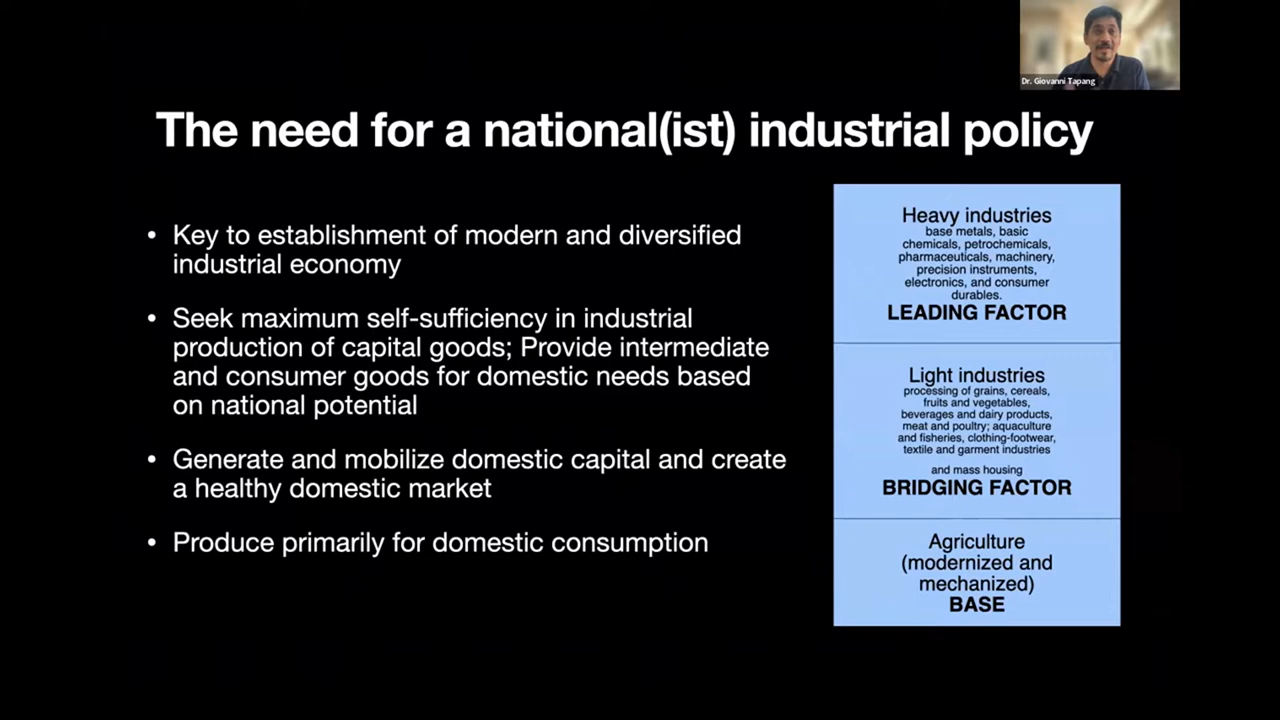 Dr. Giovanni Tapang
The need for a national(ist) industrial policy
• Key to establishment of modern and diversified
industrial economy
• Seek maximum self-sufficiency in industrial
production of capital goods; Provide intermediate
and consumer goods for domestic needs based
on national potential
• Generate and mobilize domestic capital and create
a healthy domestic market
• Produce primarily for domestic consumption
Heavy industries
base metals, basic
chemicals, petrochemicals,
pharmaceuticals, machinery,
precision instruments,
electronics, and consumer
durables.
LEADING FACTOR
Light industries
processing of grains, cereals,
fruits and vegetables,
beverages and dairy products,
meat and poultry; aquaculture
and fisheries, clothing-footwear,
textile and garment industries
and mass housing
BRIDGING FACTOR
Agriculture
(modernized and
mechanized)
BASE